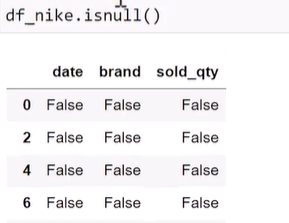 df_nike.isnull()
date brand sold_qty
0 False False False
2 False False False
4 False False False
6 False False False